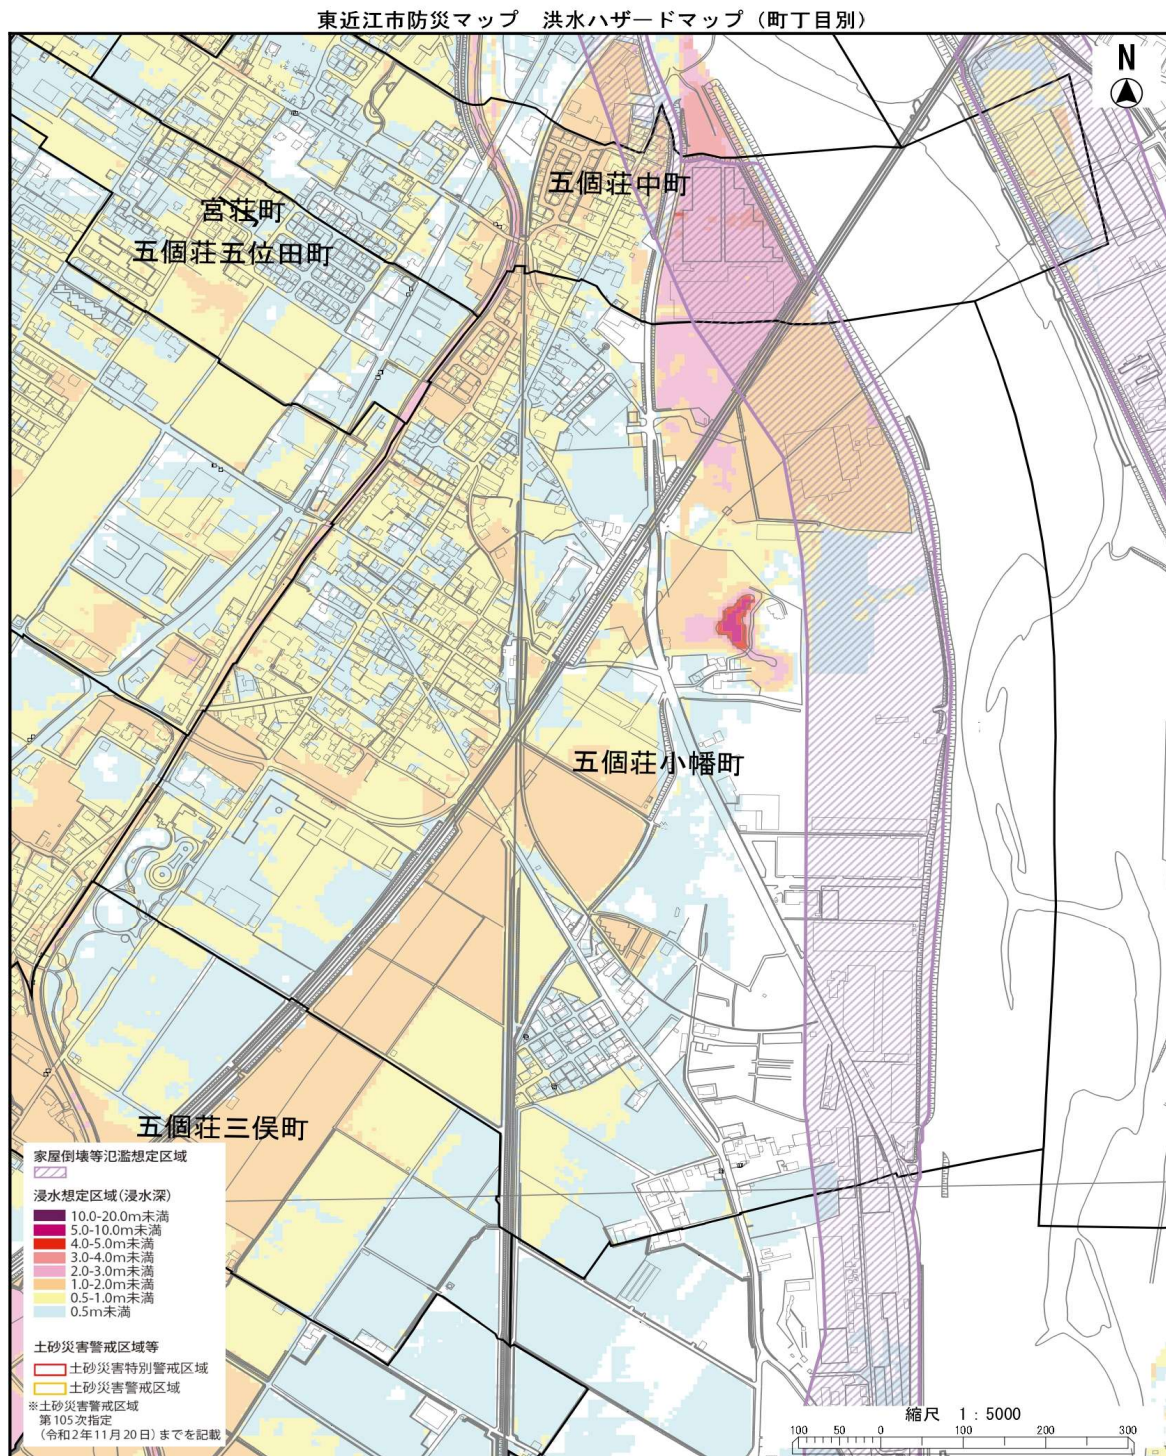 東近江市防災マップ　洪水ハザードマップ（町丁目別）
N
五個荘中町
宮荘町
五個荘五位田町
五個荘小幡町
五個荘三俣町
家屋倒壊等氾濫想定区域
浸水想定区域(浸水深)
10.0-20.0m未満
5.0-10.0m未満
4.0-5.0m未満
3.0-4.0m未満
2.0-3.0m未満
1.0-2.0m未満
0.5-1.0m未満
0.5m未満
土砂災害警戒区域等
土砂災害特別警戒区域
土砂災害警戒区域
※土砂災害警戒区域
第105次指定
（令和2年11月20日）までを記載
縮尺　1：5000
100 50 0 100 200 300